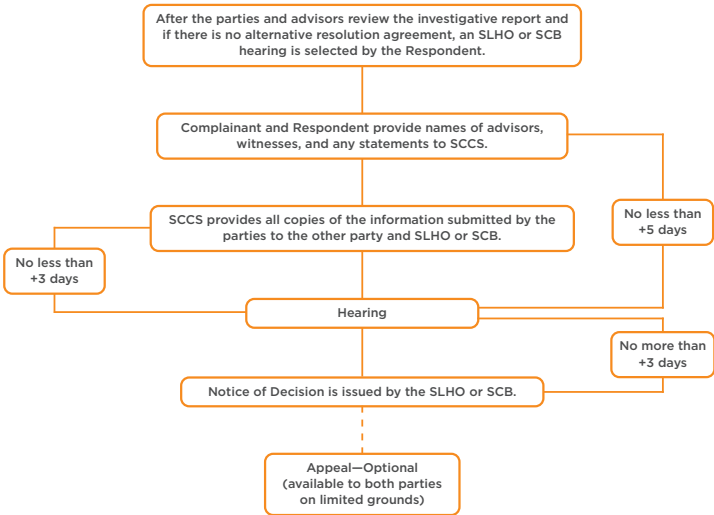 After the parties and advisors review the investigative report and
if there is no alternative resolution agreement, an SLHO or SCB
hearing is selected by the Respondent.
Complainant and Respondent provide names of advisors,
witnesses, and any statements to SCCS.
No less than
+5 days
SCCS provides all copies of the information submitted by the
parties to the other party and SLHO or SCB.
No less than
+3 days
Hearing
No more than
+3 days
Notice of Decision is issued by the SLHO or SCB.
Appeal—Optional
(available to both parties
on limited grounds)